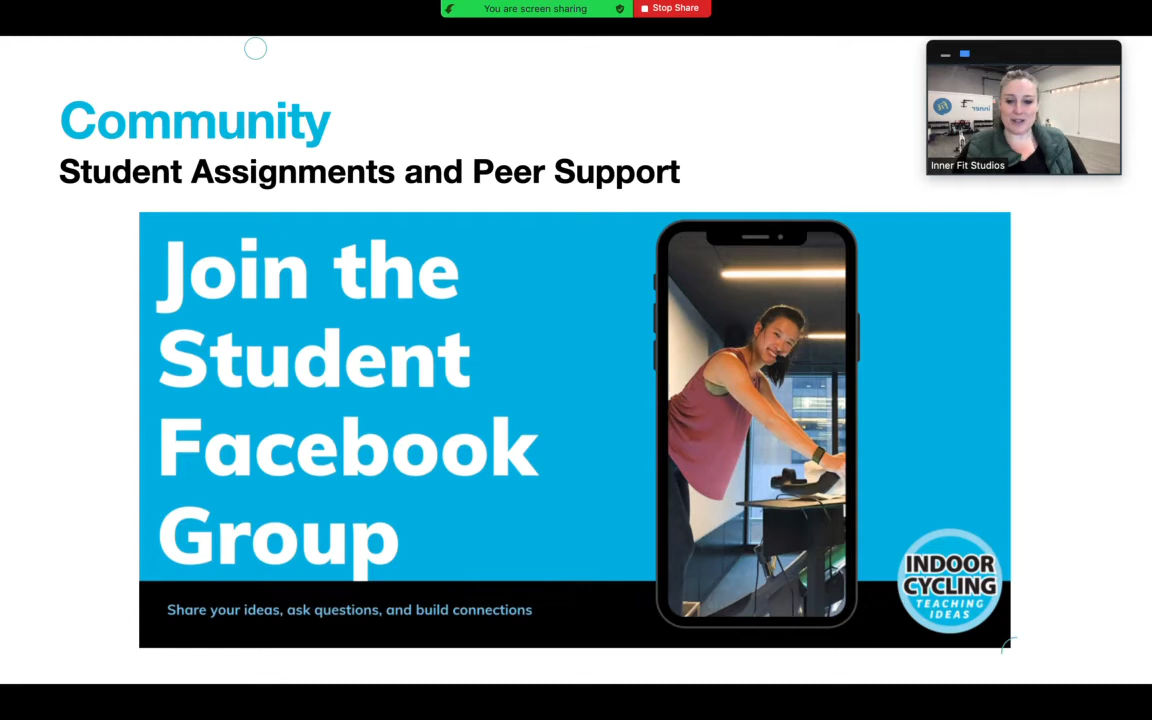 You are screen sharing
Stop Share
Community
Student Assignments and Peer Support
Inner Fit Studios
Join the
Student
Facebook
Group
Share your ideas, ask questions, and build connections
INDOOR
CYCLING
TEACHING
IDEAS